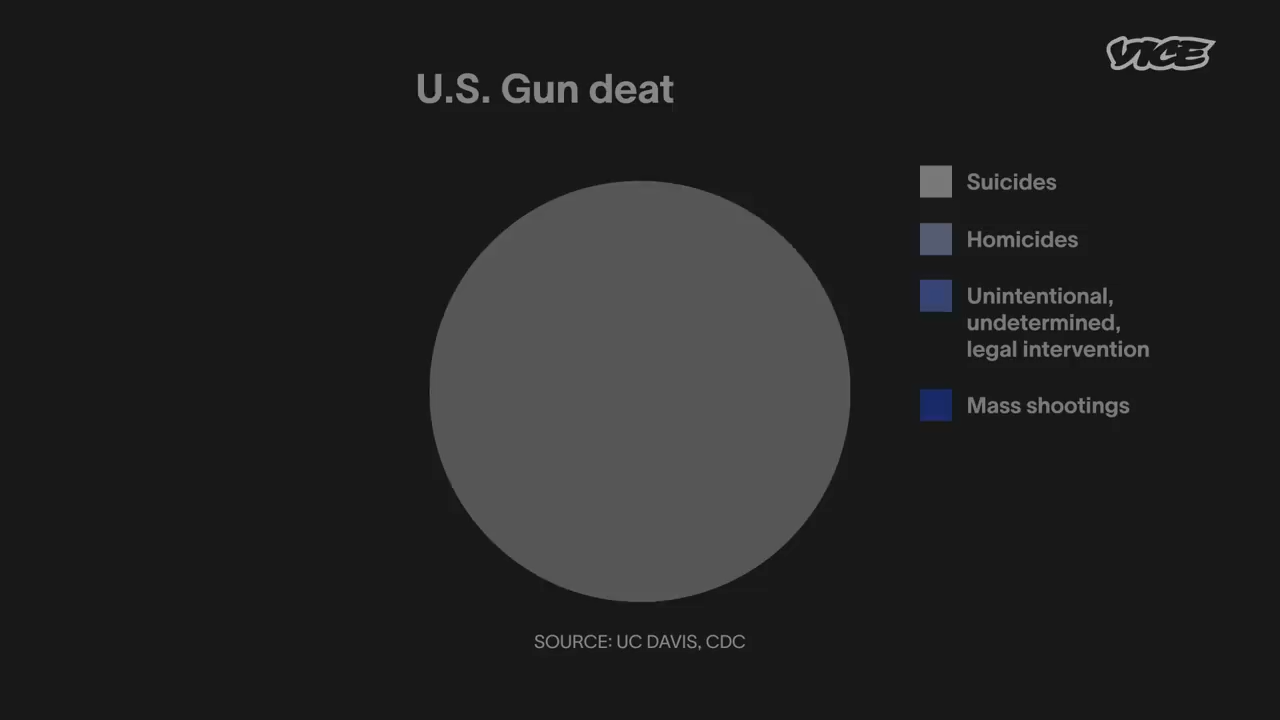 VICE
U.S. Gun deat
Suicides
Homicides
Unintentional,
undetermined,
legal intervention
Mass shootings
SOURCE: UC DAVIS, CDC